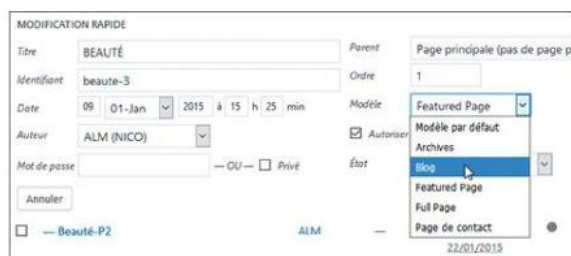 MODIFICATION RAPIDE
Titre BEAUTÉ
Identifiant beaute-3
Date 09 01-Jan 2015 à 15 h 25 min
Auteur ALM (NICO)
Mot de passe — OU — Privé
Annuler
Parent Page principale (pas de page p
Ordre 1
Modèle Featured Page
Autoriser
État
Modèle par défaut
Archives
Blog
Featured Page
Full Page
Page de contact
— Beauté-P2 ALM —
22/01/2015